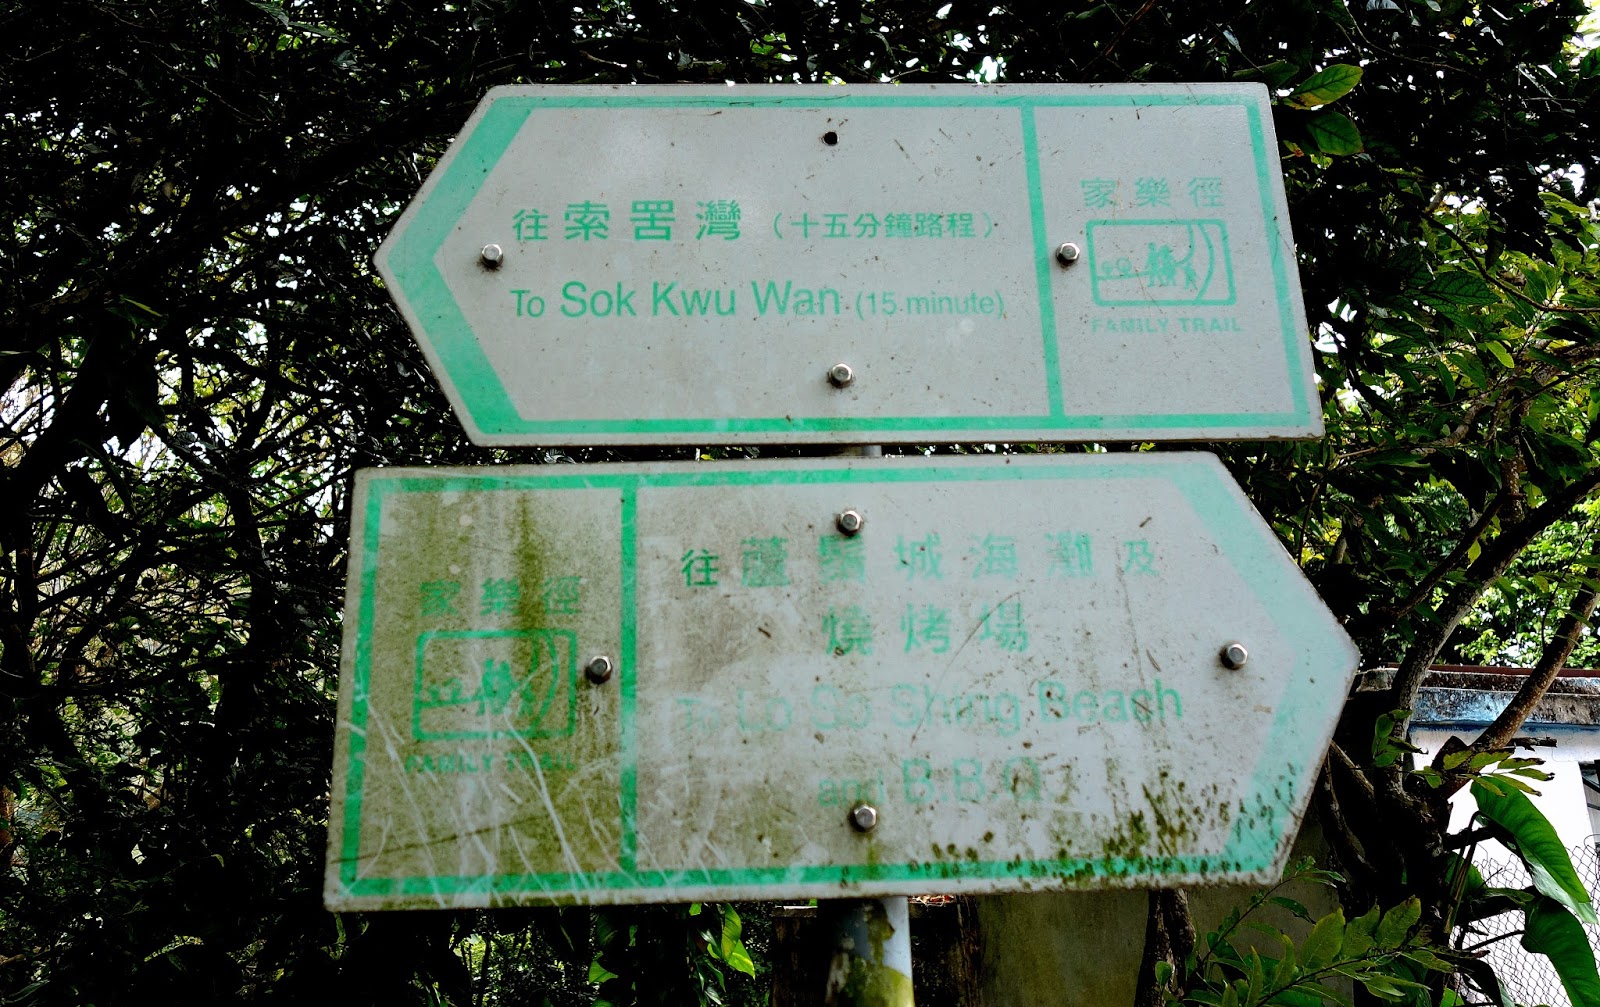 往索罟灣（十五分鐘路程）
To Sok Kwu Wan (15 minute)
家樂徑
FAMILY TRAIL
家樂徑
FAMILY TRAIL
往蘆鬚城海灘及
燒烤場
To Lo So Shing Beach
and B.B.Q